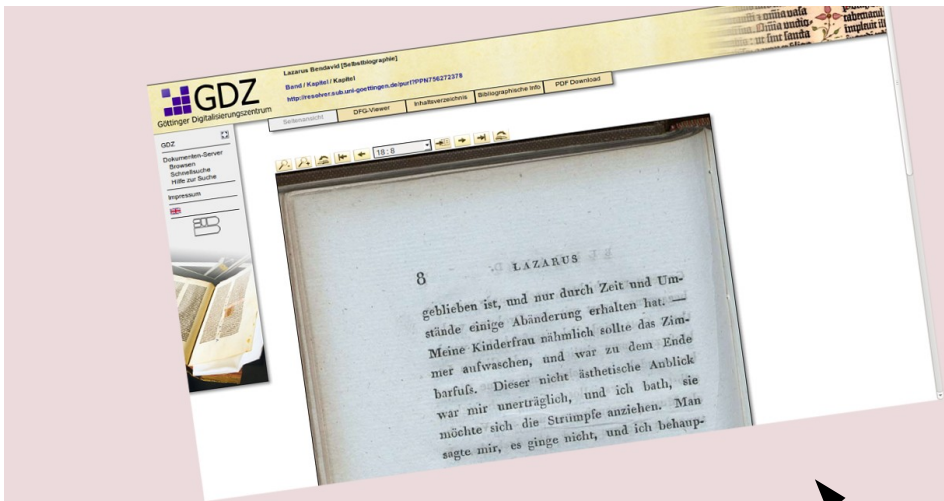 Lazarus Bendavid [Selbstbiographie]
Band / Kapitel / Kapitel
http://resolver.sub.uni-goettingen.de/purl?PPN756272378
GDZ
Göttinger Digitalisierungszentrum
Seitenansicht
DFG-Viewer
Inhaltsverzeichnis
Bibliographische Info
PDF Download
GDZ
Dokumenten-Server
Browsen
Schnellsuche
Hilfe zur Suche
Impressum
18 : 8
8 LAZARUS
geblieben ist, und nur durch Zeit und Um-
stände einige Abänderung erhalten hat. —
Meine Kinderfrau nähmlich sollte das Zim-
mer aufwaschen, und war zu dem Ende
barfuſs. Dieser nicht ästhetische Anblick
war mir unerträglich, und ich bath, sie
möchte sich die Strümpfe anziehen. Man
sagte mir, es ginge nicht, und ich behaup-